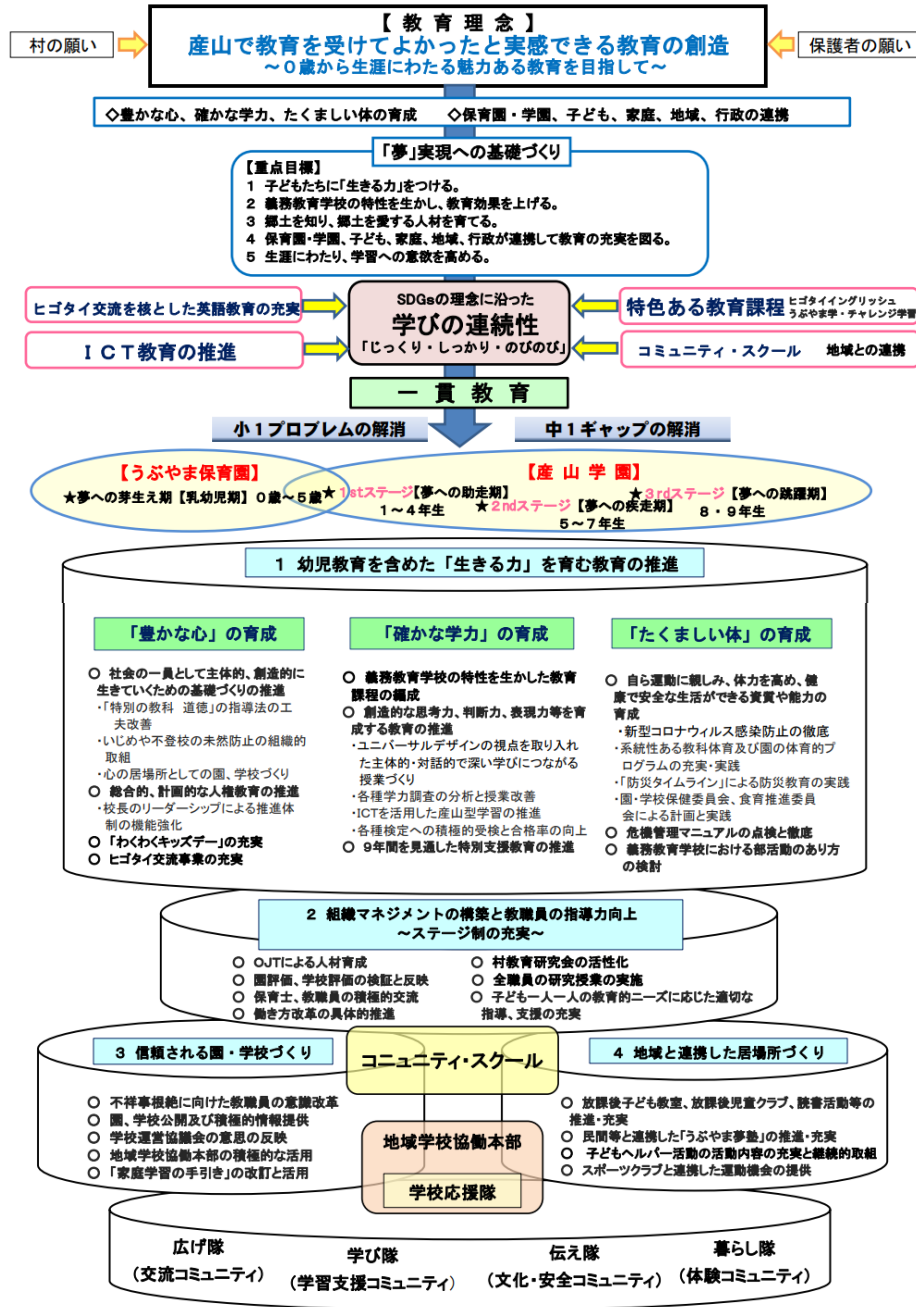 【 教 育 理 念 】
村の願い
産山で教育を受けてよかったと実感できる教育の創造
保護者の願い
～０歳から生涯にわたる魅力ある教育を目指して～
◇豊かな心、確かな学力、たくましい体の育成　◇保育園・学園、子ども、家庭、地域、行政の連携
「夢」実現への基礎づくり
【重点目標】
１ 子どもたちに「生きる力」をつける。
２ 義務教育学校の特性を生かし、教育効果を上げる。
３ 郷土を知り、郷土を愛する人材を育てる。
４ 保育園・学園、子ども、家庭、地域、行政が連携して教育の充実を図る。
５ 生涯にわたり、学習への意欲を高める。
ヒゴタイ交流を核とした英語教育の充実
ＩＣＴ教育の推進
SDGsの理念に沿った
学びの連続性
「じっくり・しっかり・のびのび」
特色ある教育課程 ヒゴタイイングリッシュ
うぶやま学・チャレンジ学習
コミュニティ・スクール　地域との連携
一 貫 教 育
小１プロブレムの解消
中１ギャップの解消
【うぶやま保育園】
★夢への芽生え期【乳幼児期】０歳～５歳
【産 山 学 園】
★１stステージ【夢への助走期】
１～４年生
★２ndステージ【夢への疾走期】
５～７年生
★３rdステージ【夢への跳躍期】
８・９年生
１ 幼児教育を含めた「生きる力」を育む教育の推進
「豊かな心」の育成
○ 社会の一員として主体的、創造的に
生きていくための基礎づくりの推進
・「特別の教科 道徳」の指導法の工
夫改善
・いじめや不登校の未然防止の組織的
取組
・心の居場所としての園、学校づくり
○ 総合的、計画的な人権教育の推進
・校長のリーダーシップによる推進体
制の機能強化
○「わくわくキッズデー」の充実
○ ヒゴタイ交流事業の充実
「確かな学力」の育成
○ 義務教育学校の特性を生かした教育
課程の編成
○ 創造的な思考力、判断力、表現力等を育
成する教育の推進
・ユニバーサルデザインの視点を取り入れ
た主体的・対話的で深い学びにつながる
授業づくり
・各種学力調査の分析と授業改善
・ICTを活用した産山型学習の推進
・各種検定への積極的受検と合格率の向上
○ ９年間を見通した特別支援教育の推進
「たくましい体」の育成
○ 自ら運動に親しみ、体力を高め、健
康で安全な生活ができる資質や能力の
育成
・新型コロナウィルス感染防止の徹底
・系統性ある教科体育及び園の体育的プ
ログラムの充実・実践
・「防災タイムライン」による防災教育の実践
・園・学校保健委員会、食育推進委員
会による計画と実践
○ 危機管理マニュアルの点検と徹底
○ 義務教育学校における部活動のあり方
の検討
２ 組織マネジメントの構築と教職員の指導力向上
～ステージ制の充実～
○ OJTによる人材育成
○ 園評価、学校評価の検証と反映
○ 保育士、教職員の積極的交流
○ 働き方改革の具体的推進
○ 村教育研究会の活性化
○ 全職員の研究授業の実施
○ 子ども一人一人の教育的ニーズに応じた適切な
指導、支援の充実
３ 信頼される園・学校づくり
○ 不祥事根絶に向けた教職員の意識改革
○ 園、学校公開及び積極的情報提供
○ 学校運営協議会の意思の反映
○ 地域学校協働本部の積極的な活用
○「家庭学習の手引き」の改訂と活用
コニュニティ・スクール
地域学校協働本部
学校応援隊
４ 地域と連携した居場所づくり
○ 放課後子ども教室、放課後児童クラブ、読書活動等の
推進・充実
○ 民間等と連携した「うぶやま夢塾」の推進・充実
○ 子どもヘルパー活動の活動内容の充実と継続的取組
○ スポーツクラブと連携した運動機会の提供
広げ隊
（交流コミュニティ）
学び隊
（学習支援コミュニティ）
伝え隊
（文化・安全コミュニティ）
暮らし隊
（体験コミュニティ）